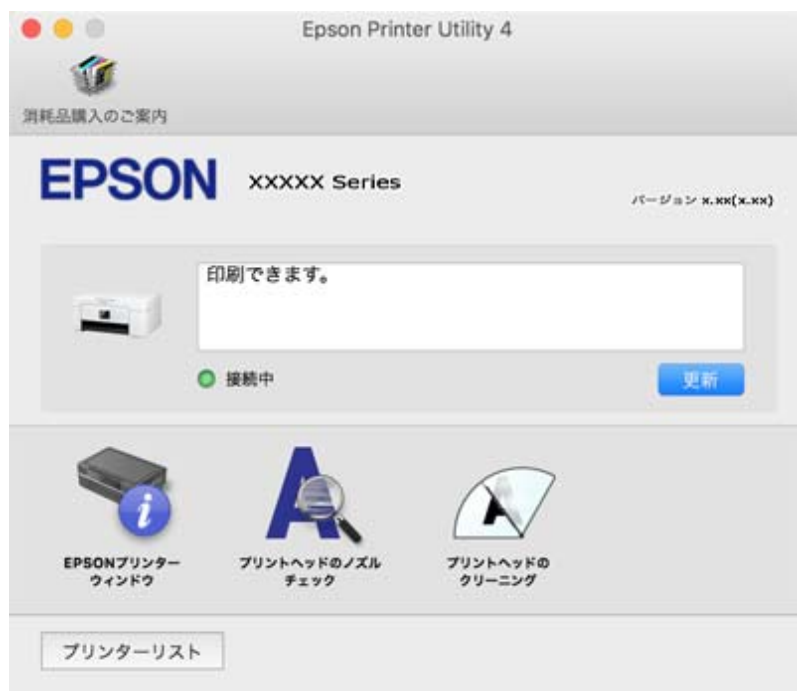 Epson Printer Utility 4
消耗品購入のご案内
EPSON XXXXX Series
バージョン x.xx(x.xx)
印刷できます。
接続中
更新
EPSONプリンター
ウィンドウ
プリントヘッドのノズル
チェック
プリントヘッドの
クリーニング
プリンターリスト